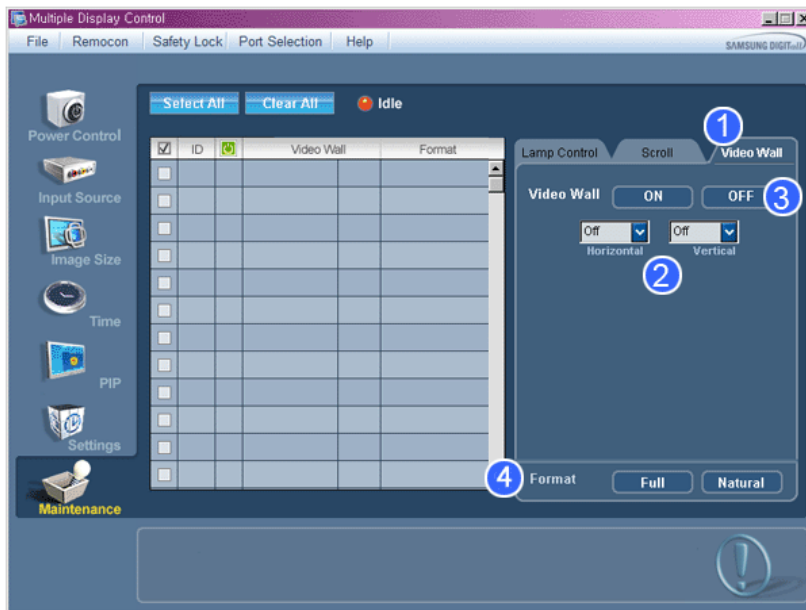 Multiple Display Control
File Remocon Safety Lock Port Selection Help
SAMSUNG DIGITall
Select All Clear All Idle
Power Control
Input Source
Image Size
Time
PIP
Settings
Maintenance
ID Video Wall Format
1
Lamp Control Scroll Video Wall
Video Wall ON OFF 3
Off Off
Horizontal Vertical
2
4 Format Full Natural